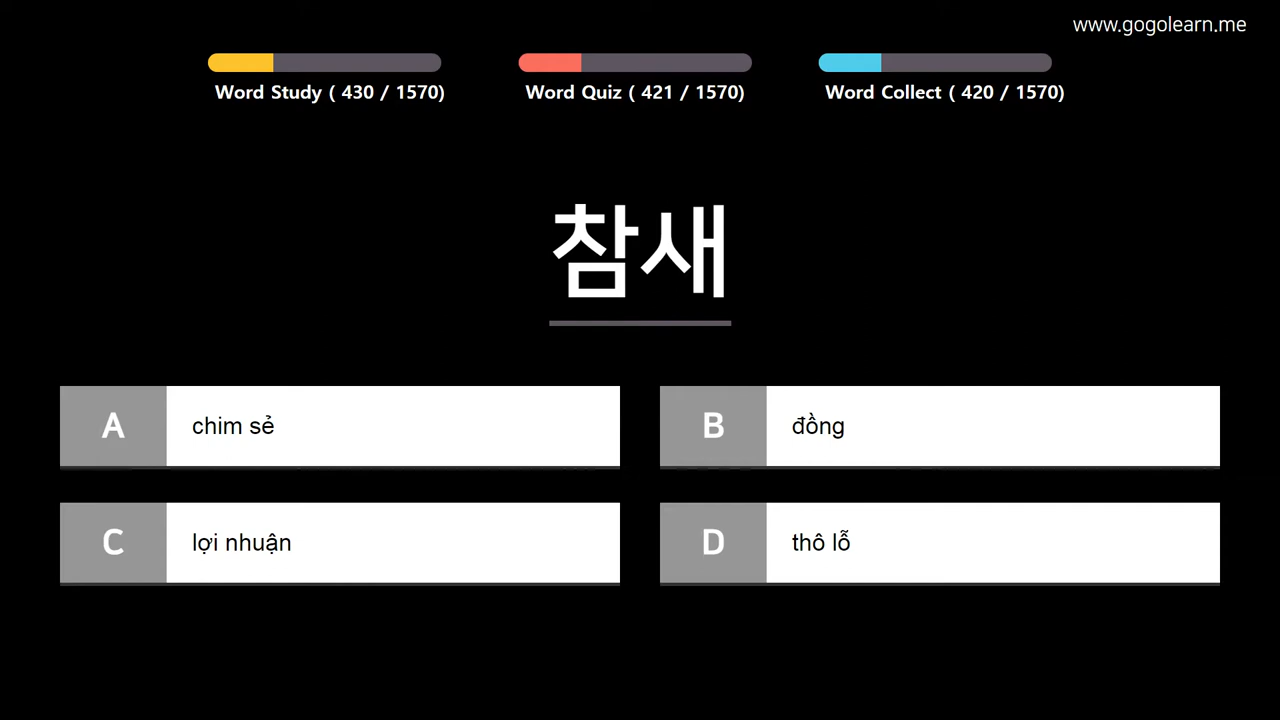 www.gogolearn.me
Word Study ( 430 / 1570)
Word Quiz ( 421 / 1570)
Word Collect ( 420 / 1570)
참새
A chim sẻ
B đồng
C lợi nhuận
D thô lỗ